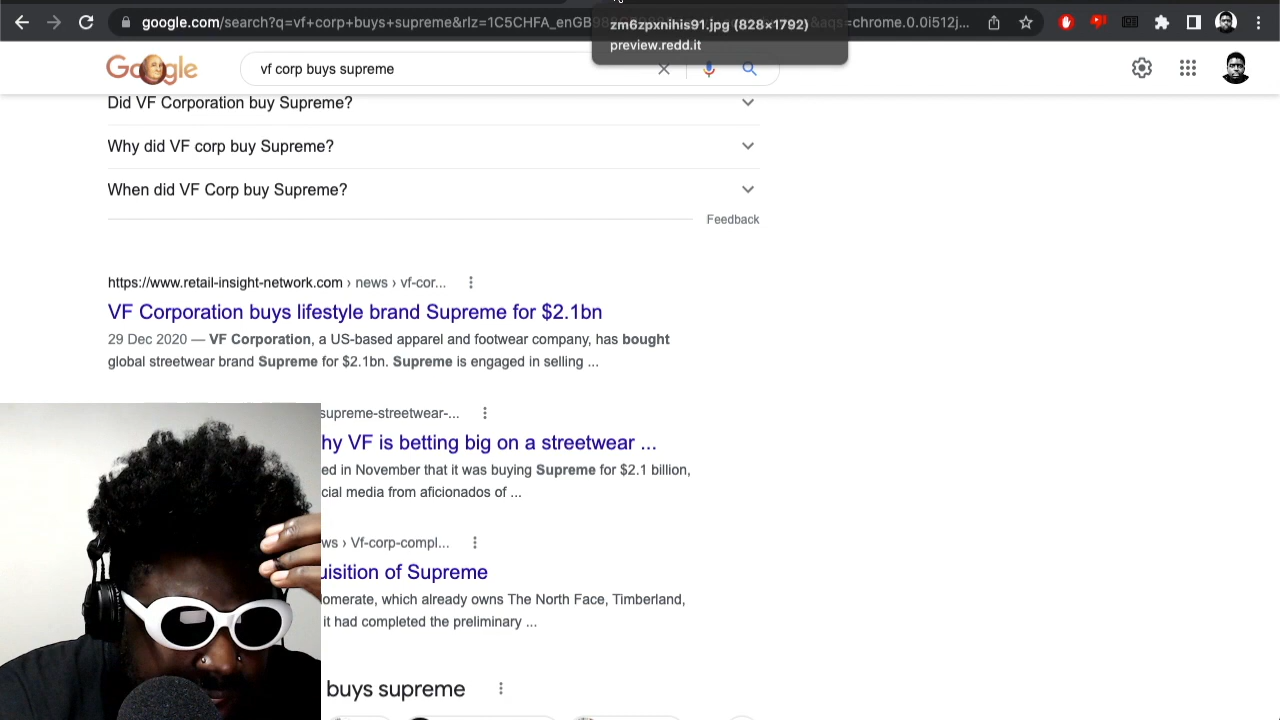 google.com/search?q=vf+corp+buys+supreme&rlz=1C5CHFA_enGB
&aqs=chrome.0.0i512j...
zm6zpxnihis91.jpg (828×1792)
preview.redd.it
Google
vf corp buys supreme
Did VF Corporation buy Supreme?
Why did VF corp buy Supreme?
When did VF Corp buy Supreme?
Feedback
https://www.retail-insight-network.com › news › vf-cor...
VF Corporation buys lifestyle brand Supreme for $2.1bn
29 Dec 2020 — VF Corporation, a US-based apparel and footwear company, has bought
global streetwear brand Supreme for $2.1bn. Supreme is engaged in selling ...
supreme-streetwear-...
hy VF is betting big on a streetwear ...
ed in November that it was buying Supreme for $2.1 billion,
cial media from aficionados of ...
ws › Vf-corp-compl...
uisition of Supreme
omerate, which already owns The North Face, Timberland,
it had completed the preliminary ...
buys supreme